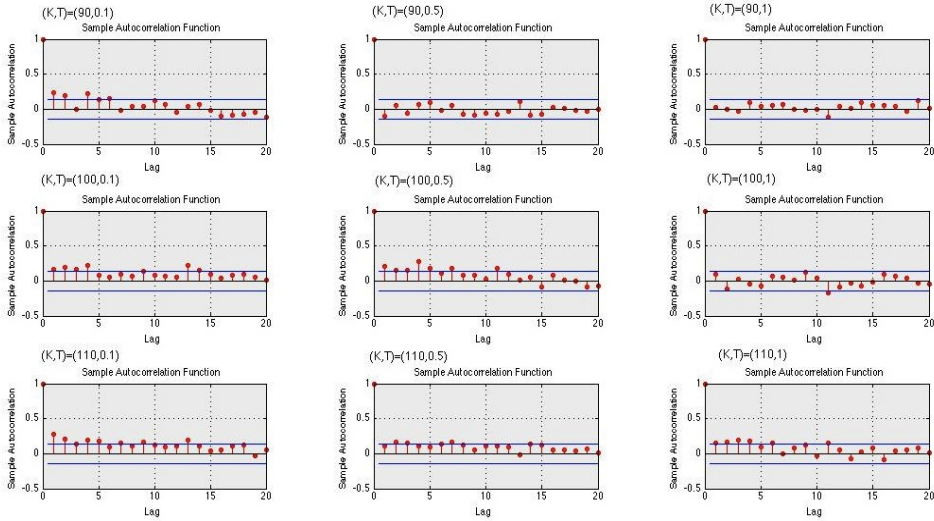 (K,T)=(90,0.1)
Sample Autocorrelation Function
Sample Autocorrelation
1
0.5
0
-0.5
0
5
10
15
20
Lag
(K,T)=(90,0.5)
Sample Autocorrelation Function
Sample Autocorrelation
1
0.5
0
-0.5
0
5
10
15
20
Lag
(K,T)=(90,1)
Sample Autocorrelation Function
Sample Autocorrelation
1
0.5
0
-0.5
0
5
10
15
20
Lag
(K,T)=(100,0.1)
Sample Autocorrelation Function
Sample Autocorrelation
1
0.5
0
-0.5
0
5
10
15
20
Lag
(K,T)=(100,0.5)
Sample Autocorrelation Function
Sample Autocorrelation
1
0.5
0
-0.5
0
5
10
15
20
Lag
(K,T)=(100,1)
Sample Autocorrelation Function
Sample Autocorrelation
1
0.5
0
-0.5
0
5
10
15
20
Lag
(K,T)=(110,0.1)
Sample Autocorrelation Function
Sample Autocorrelation
1
0.5
0
-0.5
0
5
10
15
20
Lag
(K,T)=(110,0.5)
Sample Autocorrelation Function
Sample Autocorrelation
1
0.5
0
-0.5
0
5
10
15
20
Lag
(K,T)=(110,1)
Sample Autocorrelation Function
Sample Autocorrelation
1
0.5
0
-0.5
0
5
10
15
20
Lag